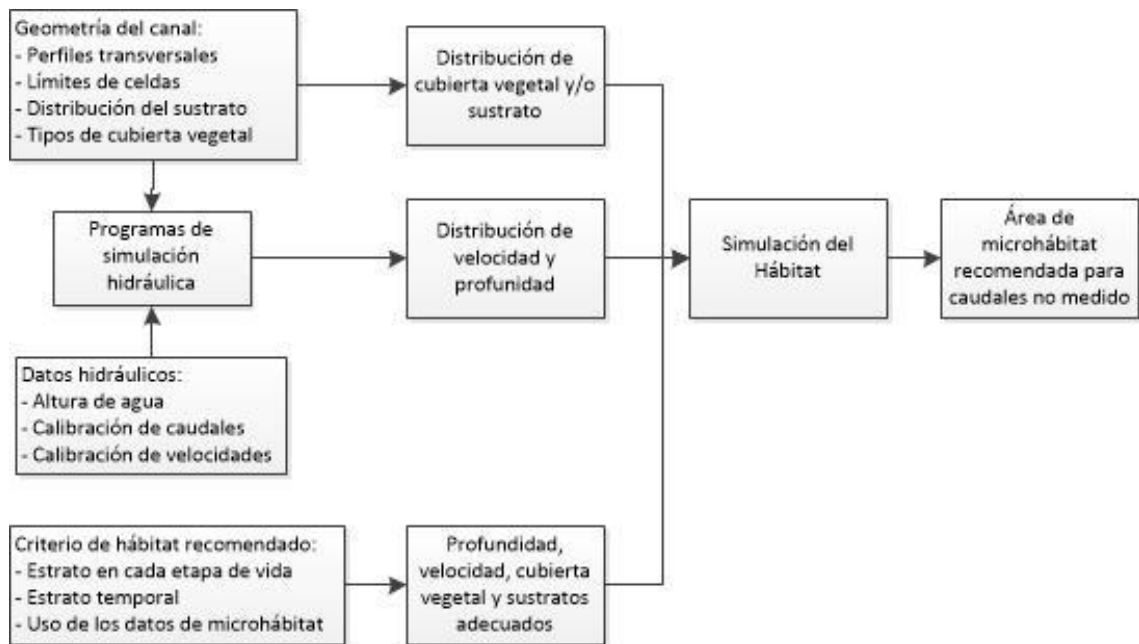 Geometría del canal:
- Perfiles transversales
- Límites de celdas
- Distribución del sustrato
- Tipos de cubierta vegetal
Distribución de
cubierta vegetal y/o
sustrato
Programas de
simulación
hidráulica
Distribución de
velocidad y
profunidad
Simulación del
Hábitat
Área de
microhábitat
recomendada para
caudales no medido
Datos hidráulicos:
- Altura de agua
- Calibración de caudales
- Calibración de velocidades
Criterio de hábitat recomendado:
- Estrato en cada etapa de vida
- Estrato temporal
- Uso de los datos de microhábitat
Profundidad,
velocidad, cubierta
vegetal y sustratos
adecuados